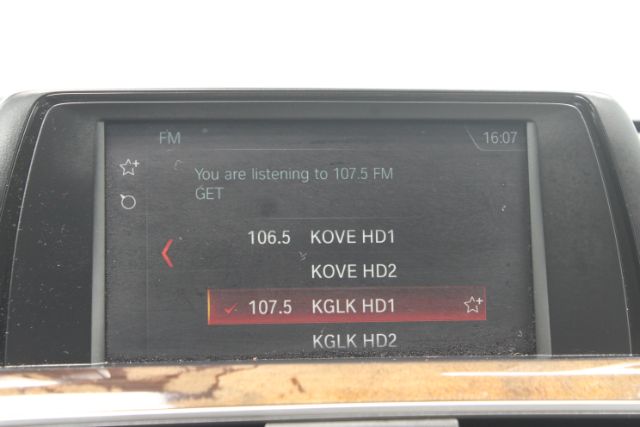 FM 16:07
You are listening to 107.5 FM
GET
106.5 KOVE HD1
KOVE HD2
107.5 KGLK HD1
KGLK HD2